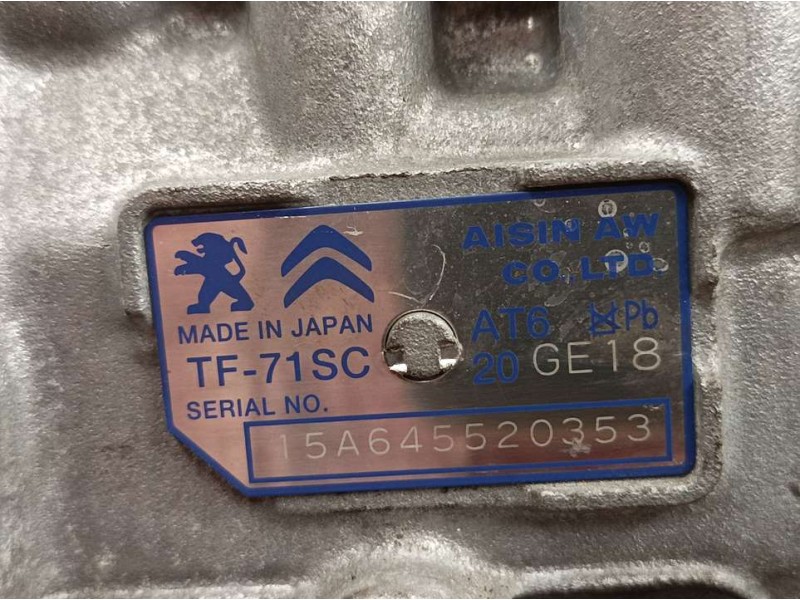 AISIN AW
CO., LTD.
MADE IN JAPAN
AT6 Pb
TF-71SC
20 GE18
SERIAL NO.
15A645520353